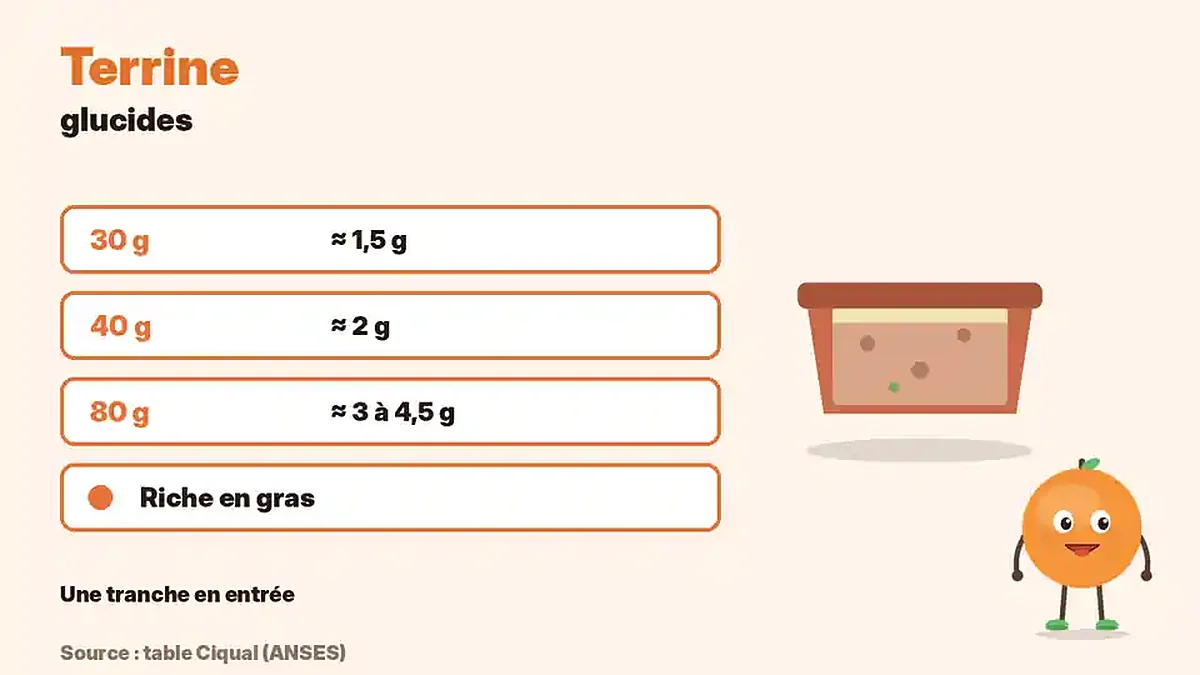 Terrine
glucides
30 g ≈ 1,5 g
40 g ≈ 2 g
80 g ≈ 3 à 4,5 g
Riche en gras
Une tranche en entrée
Source : table Ciqual (ANSES)